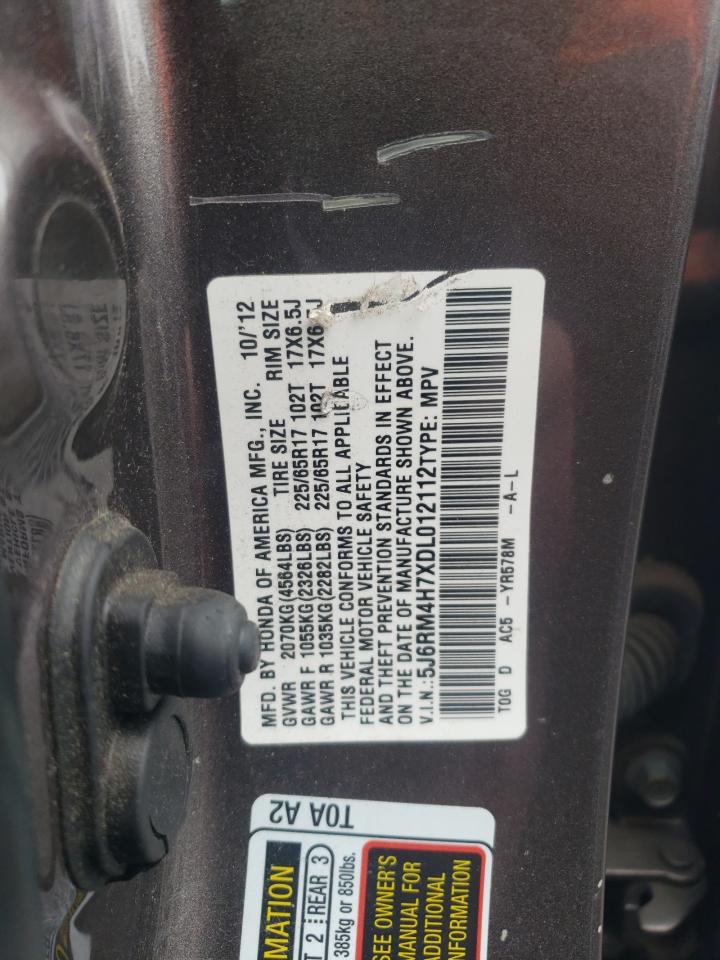 MFD. BY HONDA OF AMERICA MFG., INC. 10/'12
GVWR 2070KG(4564LBS) TIRE SIZE RIM SIZE
GAWR F 1055KG(2326LBS) 225/65R17 102T 17X6.5J
GAWR R 1035KG(2282LBS) 225/65R17 102T 17X6.5J
THIS VEHICLE CONFORMS TO ALL APPLICABLE
FEDERAL MOTOR VEHICLE SAFETY
AND THEFT PREVENTION STANDARDS IN EFFECT
ON THE DATE OF MANUFACTURE SHOWN ABOVE.
V.I.N.:5J6RM4H7XDL012112TYPE: MPV
T0G D AC5 -YR578M -A-L
T0A A2
MATION
T 2 REAR 3
385kg or 850lbs.
SEE OWNER'S
MANUAL FOR
ADDITIONAL
INFORMATION